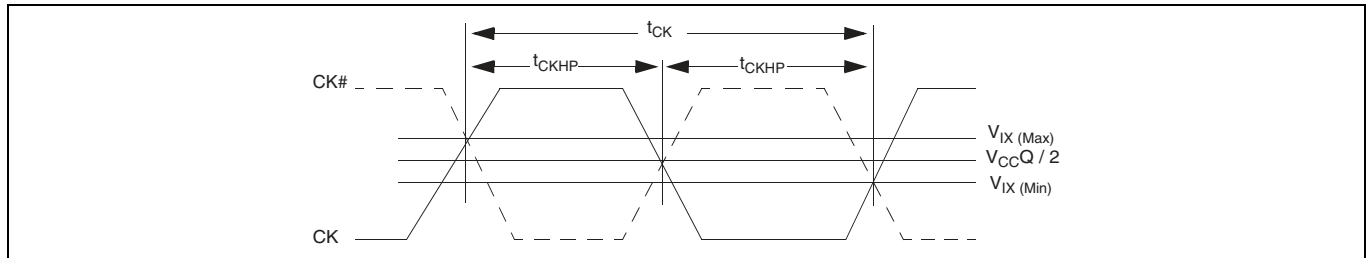 tCK
tCKHP tCKHP
CK#
VIX (Max)
VCCQ / 2
VIX (Min)
CK